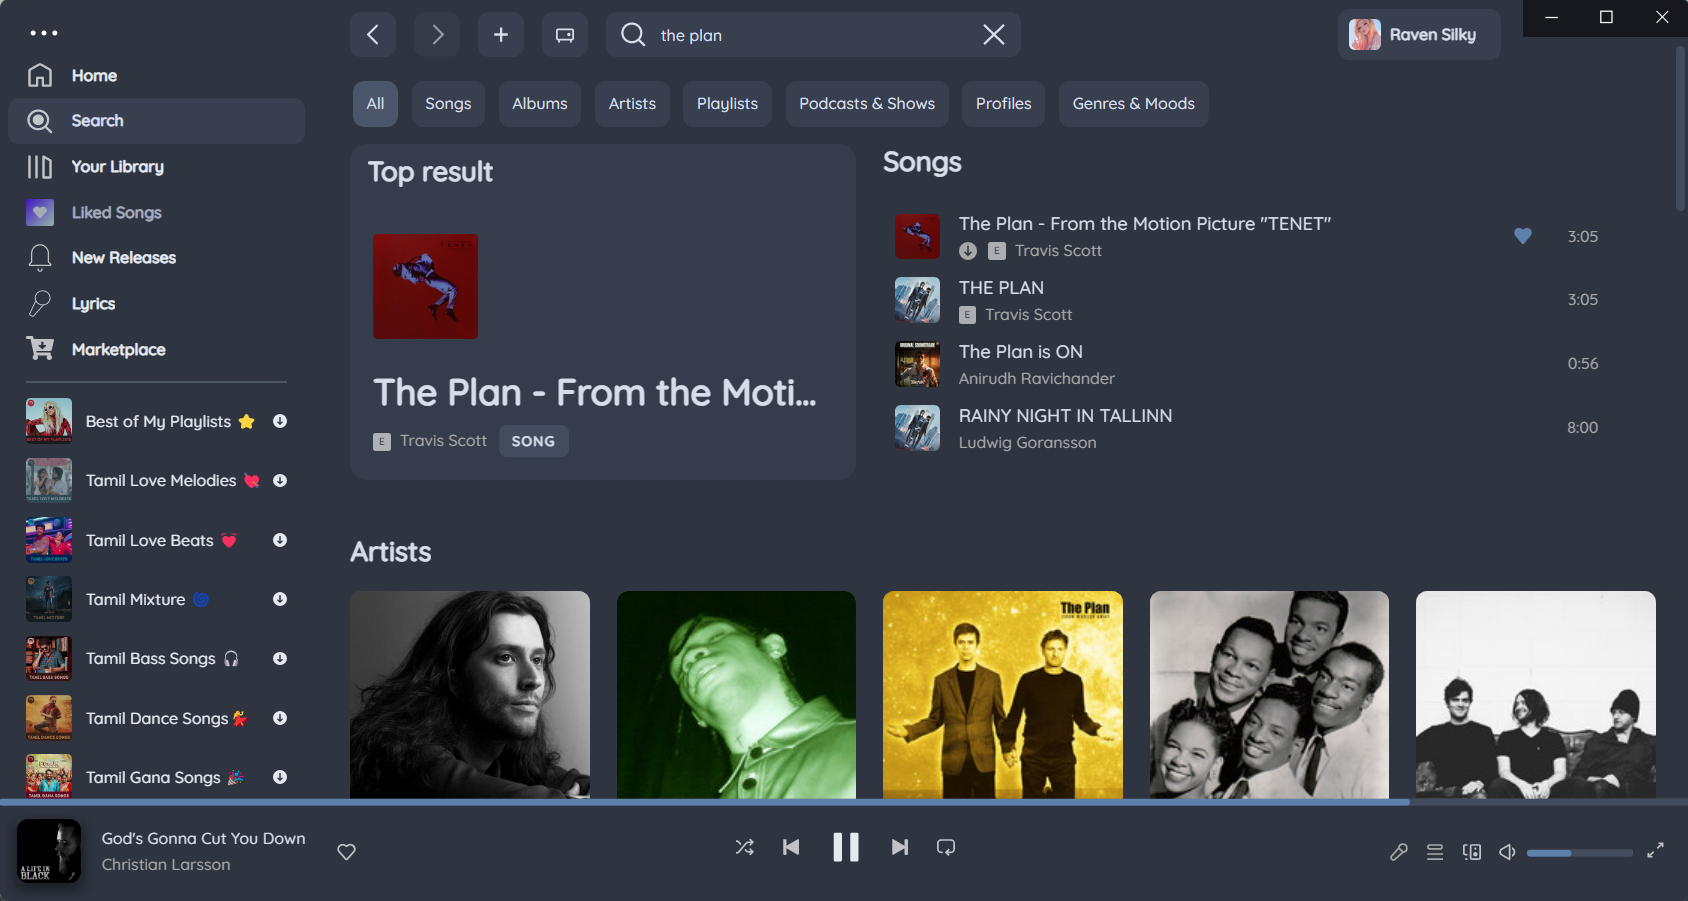 the plan
Raven Silky
Home
Search
Your Library
Liked Songs
New Releases
Lyrics
Marketplace
Best of My Playlists ⭐
Tamil Love Melodies 💘
Tamil Love Beats 💗
Tamil Mixture 🌀
Tamil Bass Songs 🎧
Tamil Dance Songs 💃
Tamil Gana Songs 🎉
All
Songs
Albums
Artists
Playlists
Podcasts & Shows
Profiles
Genres & Moods
Top result
TENET
The Plan - From the Moti...
E Travis Scott SONG
Songs
The Plan - From the Motion Picture "TENET"
E Travis Scott
3:05
THE PLAN
E Travis Scott
3:05
The Plan is ON
Anirudh Ravichander
0:56
RAINY NIGHT IN TALLINN
Ludwig Goransson
8:00
Artists
The Plan
God's Gonna Cut You Down
Christian Larsson
A LIFE IN
BLACK